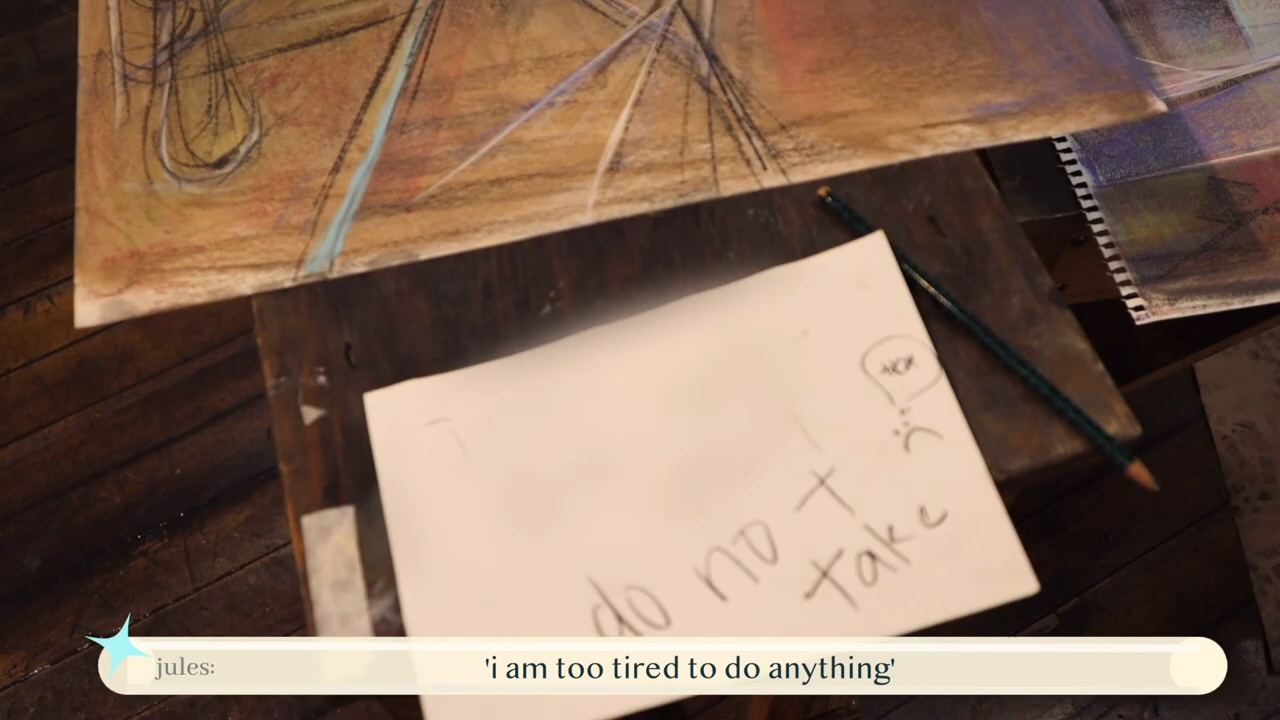 do not
take
jules: 'i am too tired to do anything'